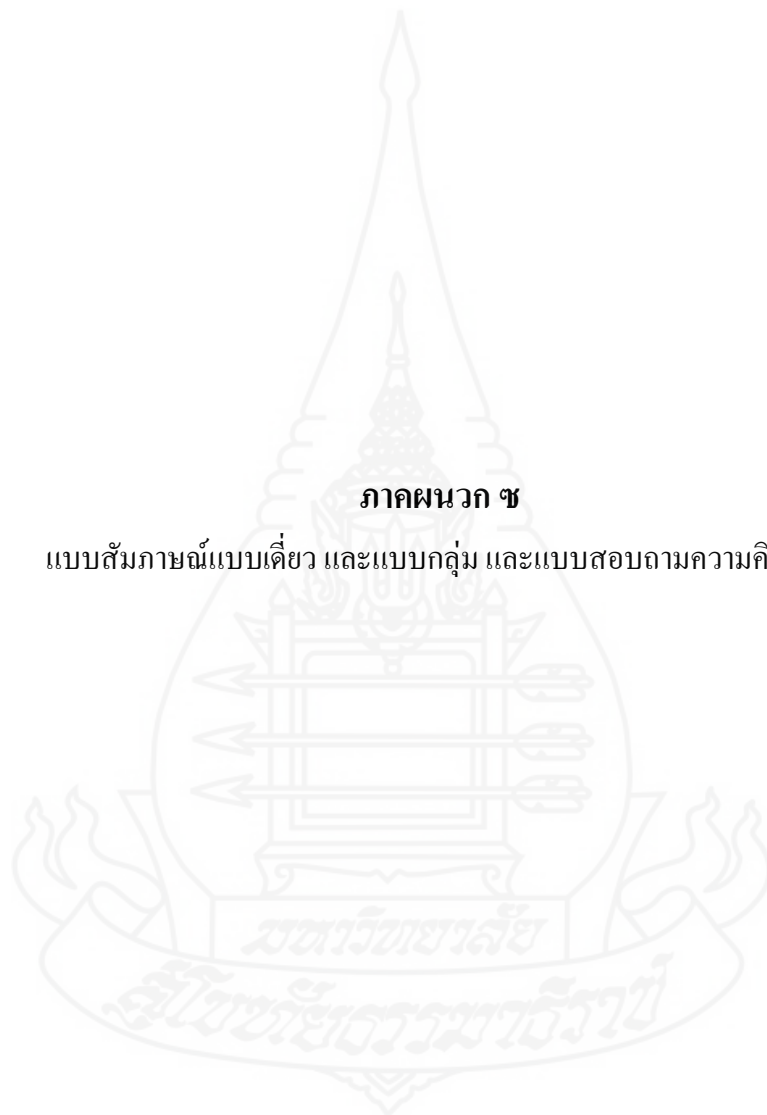 ภาคผนวก ซ
แบบสัมภาษณ์แบบเดี่ยว และแบบกลุ่ม และแบบสอบถามความคิ
มหาวิทยาลัย
สุโขทัยธรรมาธิราช